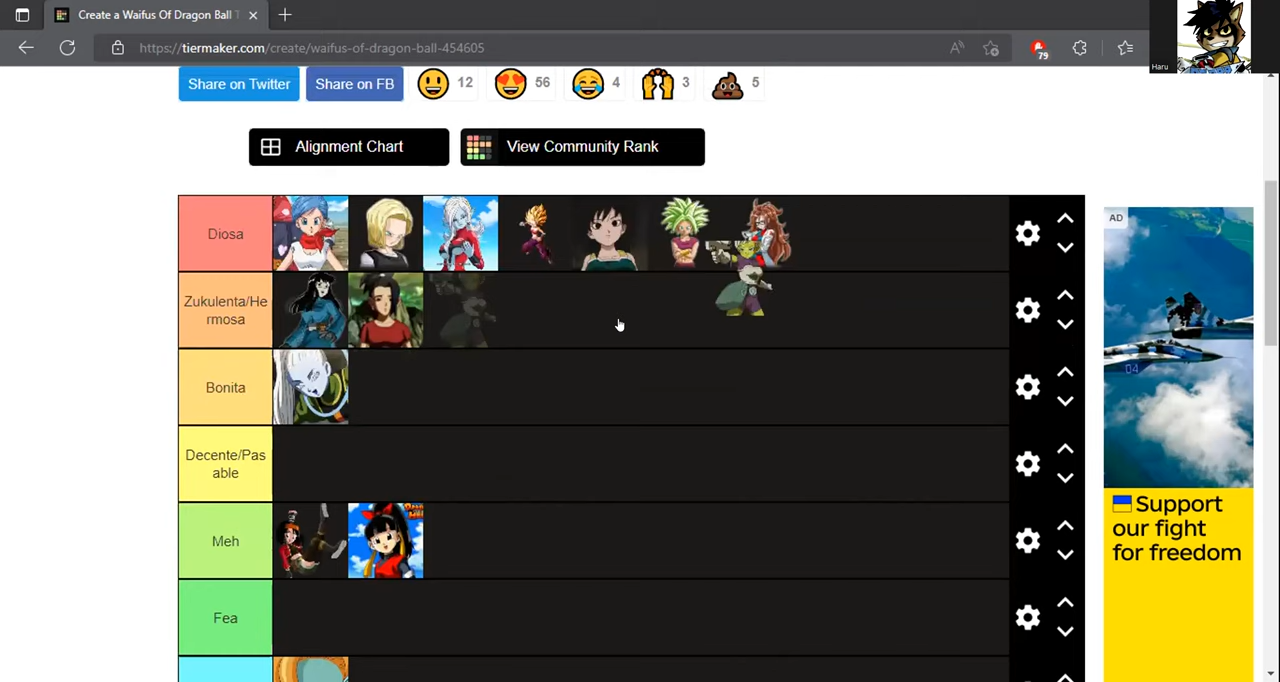 Create a Waifus Of Dragon Ball
https://tiermaker.com/create/waifus-of-dragon-ball-454605
79
Haru
Share on Twitter
Share on FB
12
56
4
3
5
Alignment Chart
View Community Rank
Diosa
Zukulenta/He
rmosa
Bonita
Decente/Pas
able
Meh
Fea
AD
04
Support
our fight
for freedom